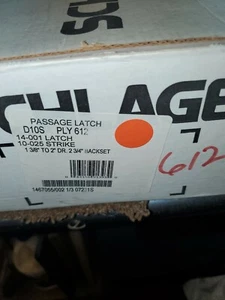 SCHLAGE
PASSAGE LATCH
D10S PLY 612
14-001 LATCH
10-025 STRIKE
1 3/8" TO 2" DR. 2 3/4" BACKSET
612